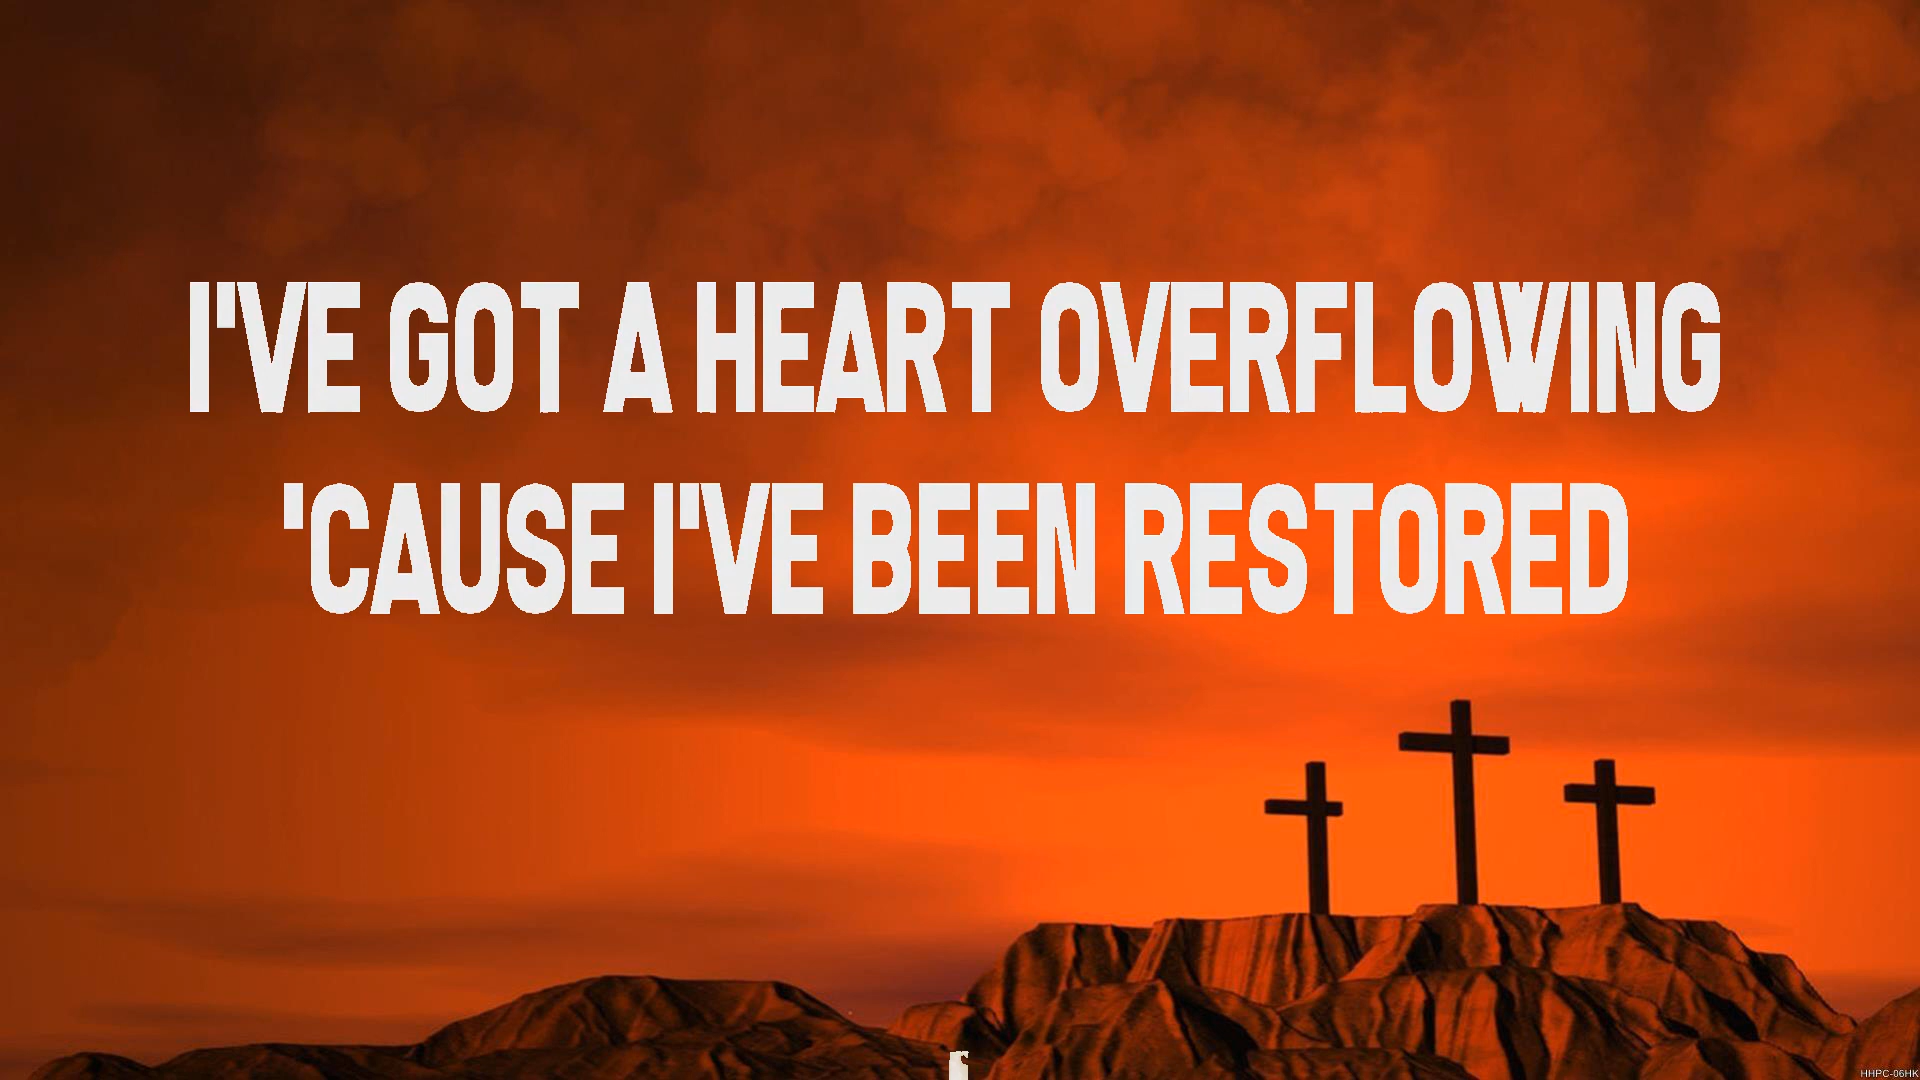 I'VE GOT A HEART OVERFLOWING
'CAUSE I'VE BEEN RESTORED
HHPC-06HK